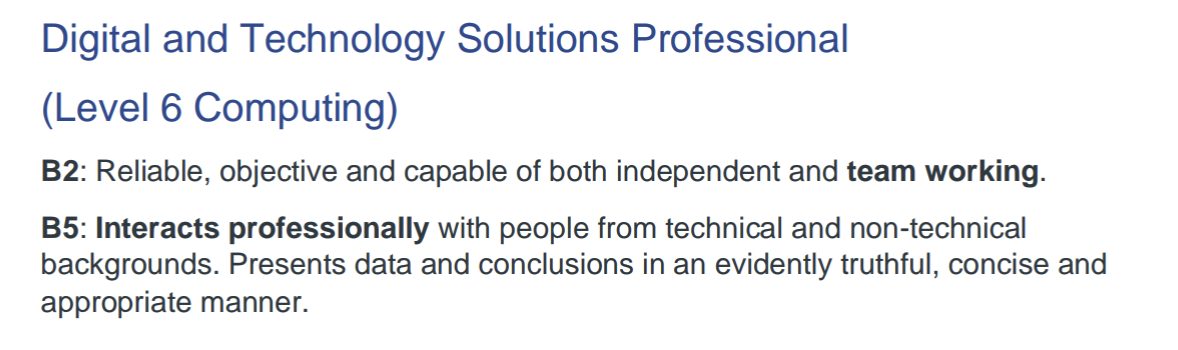 Digital and Technology Solutions Professional
(Level 6 Computing)
B2: Reliable, objective and capable of both independent and team working.
B5: Interacts professionally with people from technical and non-technical
backgrounds. Presents data and conclusions in an evidently truthful, concise and
appropriate manner.